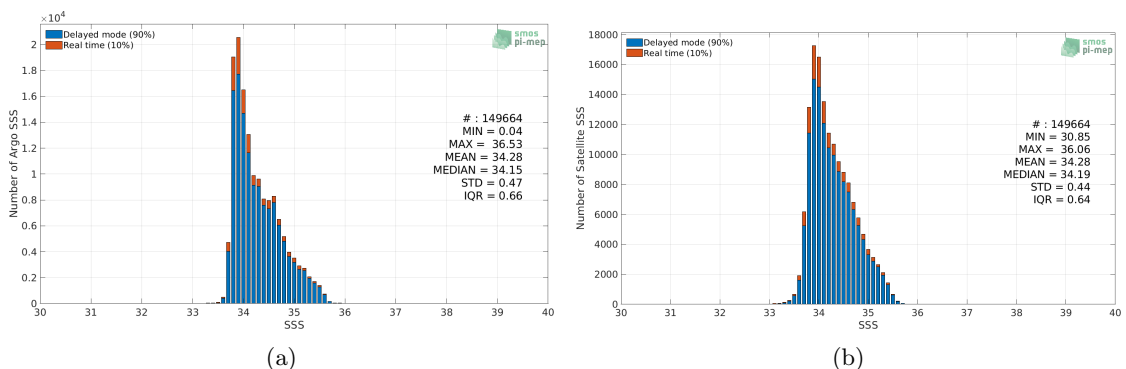 ×10⁴
Delayed mode (90%)
Real time (10%)
smos
pi-mep
2
1.8
1.6
1.4
1.2
1
0.8
0.6
0.4
0.2
0
Number of Argo SSS
# : 149664
MIN = 0.04
MAX = 36.53
MEAN = 34.28
MEDIAN = 34.15
STD = 0.47
IQR = 0.66
30 31 32 33 34 35 36 37 38 39 40
SSS
(a)
Delayed mode (90%)
Real time (10%)
smos
pi-mep
18000
16000
14000
12000
10000
8000
6000
4000
2000
0
Number of Satellite SSS
# : 149664
MIN = 30.85
MAX = 36.06
MEAN = 34.28
MEDIAN = 34.19
STD = 0.44
IQR = 0.64
30 31 32 33 34 35 36 37 38 39 40
SSS
(b)